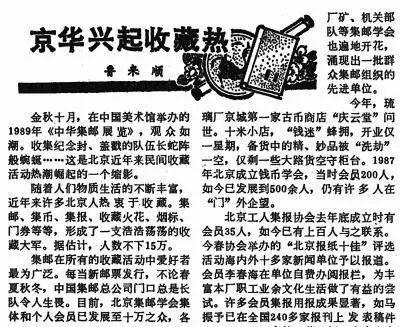 京华兴起收藏热
鲁来顺
金秋十月，在中国美术馆举办的
1989年《中华集邮展览》，观众如
潮。收集纪念封、盖戳的队伍长蛇阵
般蜿蜒……这是北京近来民间收藏
活动热潮崛起的一个缩影。
随着人们物质生活的不断丰富，
近年来许多北京人热衷于收藏。集
邮、集币、集报、收藏火花、烟标、
门券等等，形成了一支浩浩荡荡的收
藏大军。据估计，人数不下15万。
集邮在所有的收藏活动中爱好者
最为广泛。每当新邮票发行，不论春
夏秋冬，中国集邮总公司门口总是长
队令人生畏。目前，北京集邮学会集
体和个人会员已发展至十万之众，各
厂矿、机关部
队等集邮学会
也遍地开花，
涌现出一批群
众集邮组织的
先进单位。
今年，琉
璃厂京城第一家古币商店“庆云堂”问
世。十米小店，“钱迷”蜂拥，开业仅
一星期，备货中的精、妙品被“洗劫”
一空，仅剩一些大路货空守柜台。1987
年北京成立钱币学会，当时会员200人，
如今已发展到500余人，仍有许多人在
“门”外企望。
北京工人集报协会去年底成立时有
会员35人，如今已有上百人与之联系。
今春协会举办的“北京报纸十佳”评选
活动海内外十多家新闻单位予以报道。
会员李春海在单位自费办阅报栏，为丰
富本厂职工业余文化生活做了有益的尝
试。许多会员集报用报成果显著，如马
振予已在全国240多家报刊上发表稿件